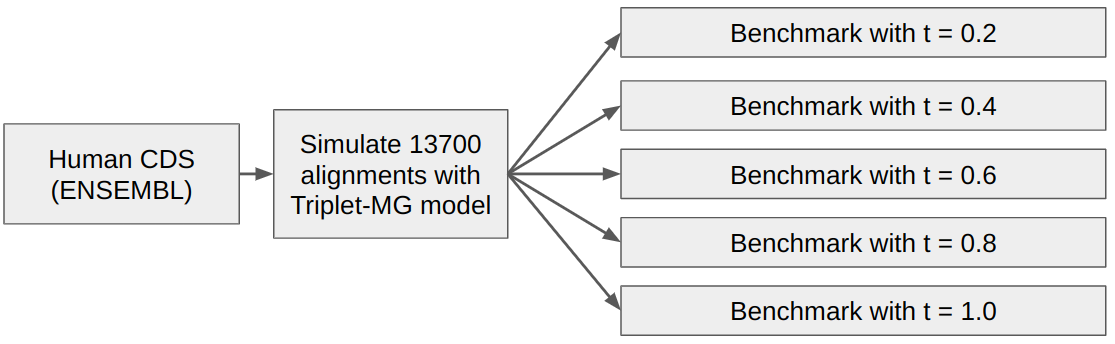 Human CDS
(ENSEMBL)
Simulate 13700
alignments with
Triplet-MG model
Benchmark with t = 0.2
Benchmark with t = 0.4
Benchmark with t = 0.6
Benchmark with t = 0.8
Benchmark with t = 1.0